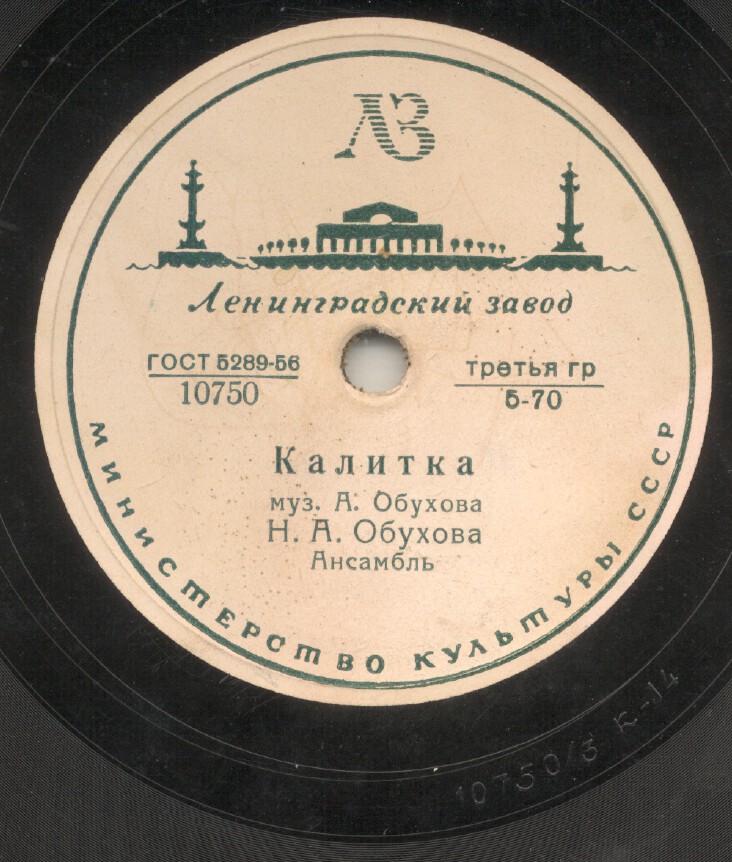 ЛЗ
Ленинградский завод
ГОСТ 5289-56
10750
третья гр
5-70
Калитка
муз. А. Обухова
Н. А. Обухова
Ансамбль
МИНИСТЕРСТВО КУЛЬТУРЫ СССР
10750/3 К-14